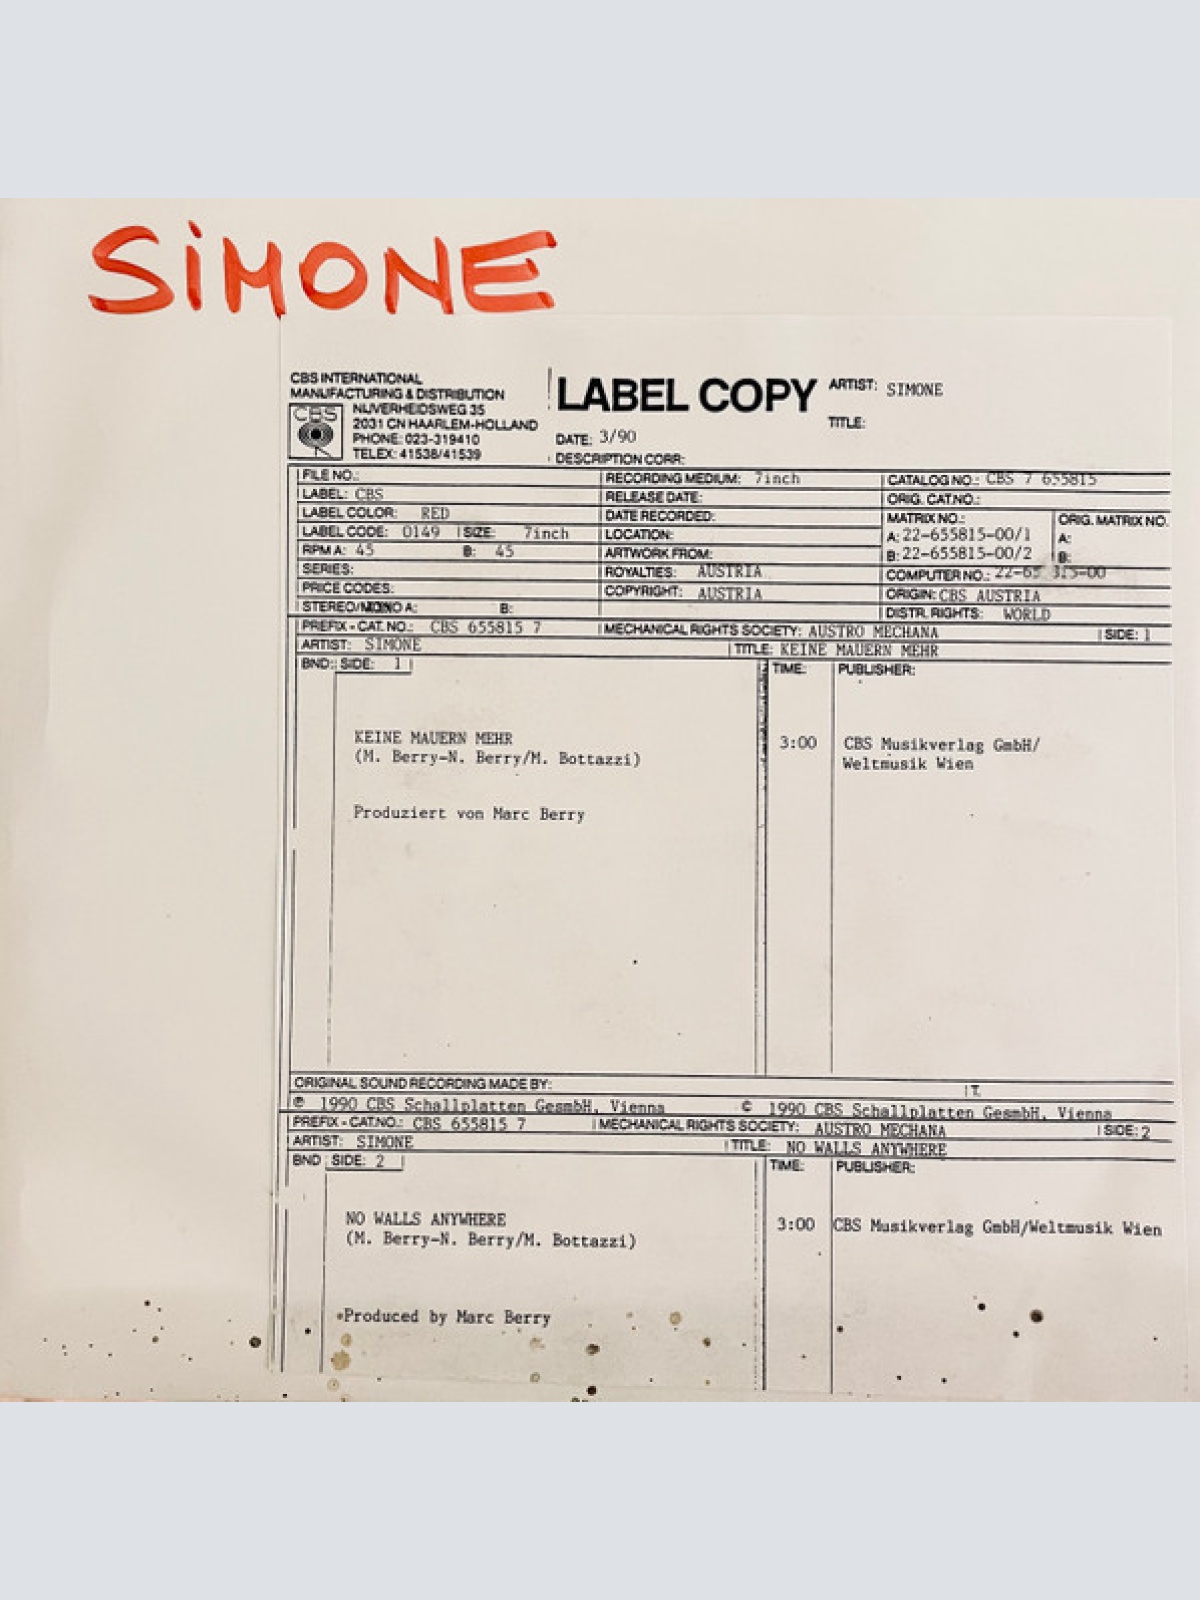 SiMONE
CBS INTERNATIONAL
MANUFACTURING & DISTRIBUTION
CBS
NIJVERHEIDSWEG 35
2031 CN HAARLEM-HOLLAND
PHONE: 023-319410
TELEX: 41538/41539
LABEL COPY
DATE: 3/90
DESCRIPTION CORR:
ARTIST: SIMONE
TITLE:
FILE NO.:
LABEL: CBS
LABEL COLOR: RED
LABEL CODE: 0149 SIZE: 7inch
RPM A: 45 B: 45
SERIES:
PRICE CODES:
STEREO/MONO A: B:
RECORDING MEDIUM: 7inch
RELEASE DATE:
DATE RECORDED:
LOCATION:
ARTWORK FROM:
ROYALTIES: AUSTRIA
COPYRIGHT: AUSTRIA
CATALOG NO.: CBS 7 655815
ORIG. CAT.NO.:
MATRIX NO.: ORIG. MATRIX NO.
A: 22-655815-00/1 A:
B: 22-655815-00/2 B:
COMPUTER NO.: 22-65 815-00
ORIGIN: CBS AUSTRIA
DISTR. RIGHTS: WORLD
PREFIX - CAT. NO.: CBS 655815 7 MECHANICAL RIGHTS SOCIETY: AUSTRO MECHANA SIDE: 1
ARTIST: SIMONE TITLE: KEINE MAUERN MEHR
BND: SIDE: 1 TIME: PUBLISHER:
KEINE MAUERN MEHR 3:00 CBS Musikverlag GmbH/
(M. Berry-N. Berry/M. Bottazzi) Weltmusik Wien
Produziert von Marc Berry
ORIGINAL SOUND RECORDING MADE BY: T.
℗ 1990 CBS Schallplatten GesmbH, Vienna © 1990 CBS Schallplatten GesmbH, Vienna
PREFIX - CAT.NO.: CBS 655815 7 MECHANICAL RIGHTS SOCIETY: AUSTRO MECHANA SIDE: 2
ARTIST: SIMONE TITLE: NO WALLS ANYWHERE
BND SIDE: 2 TIME: PUBLISHER:
NO WALLS ANYWHERE 3:00 CBS Musikverlag GmbH/Weltmusik Wien
(M. Berry-N. Berry/M. Bottazzi)
Produced by Marc Berry